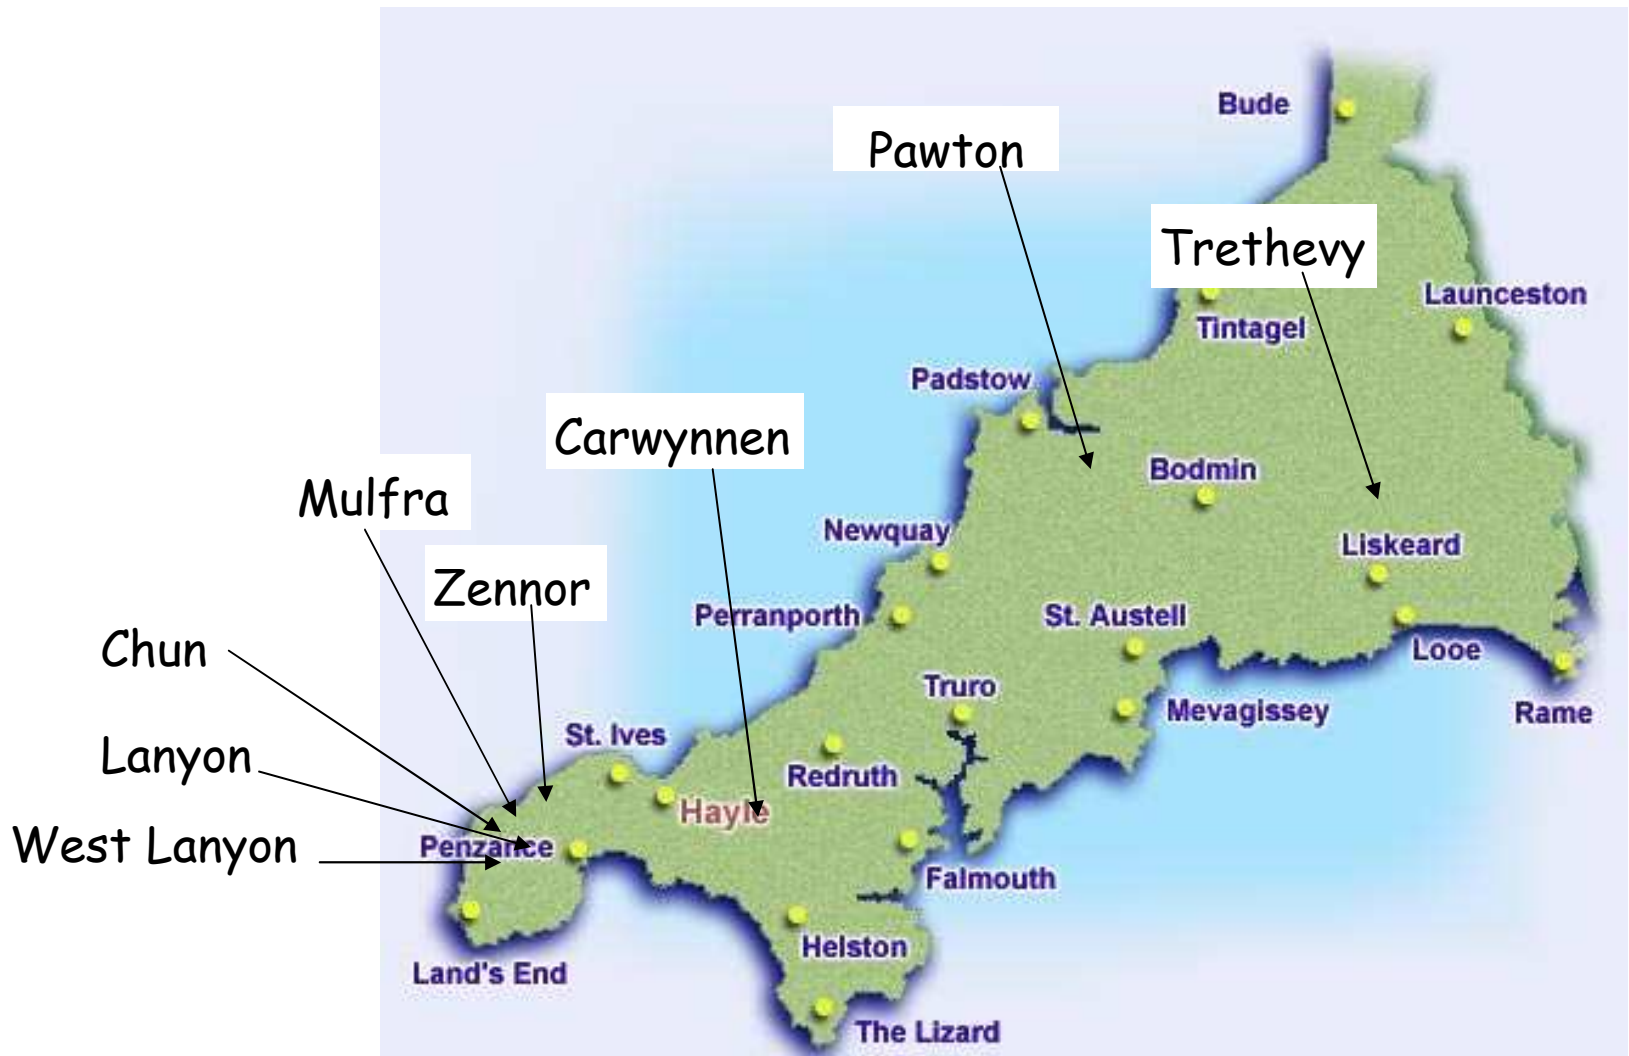 Bude
Pawton
Trethevy
Launceston
Tintagel
Padstow
Carwynnen
Bodmin
Mulfra
Newquay
Liskeard
Zennor
Perranporth
St. Austell
Chun
Looe
Truro
Mevagissey
Rame
St. Ives
Lanyon
Redruth
Hayle
West Lanyon
Penzance
Falmouth
Helston
Land's End
The Lizard